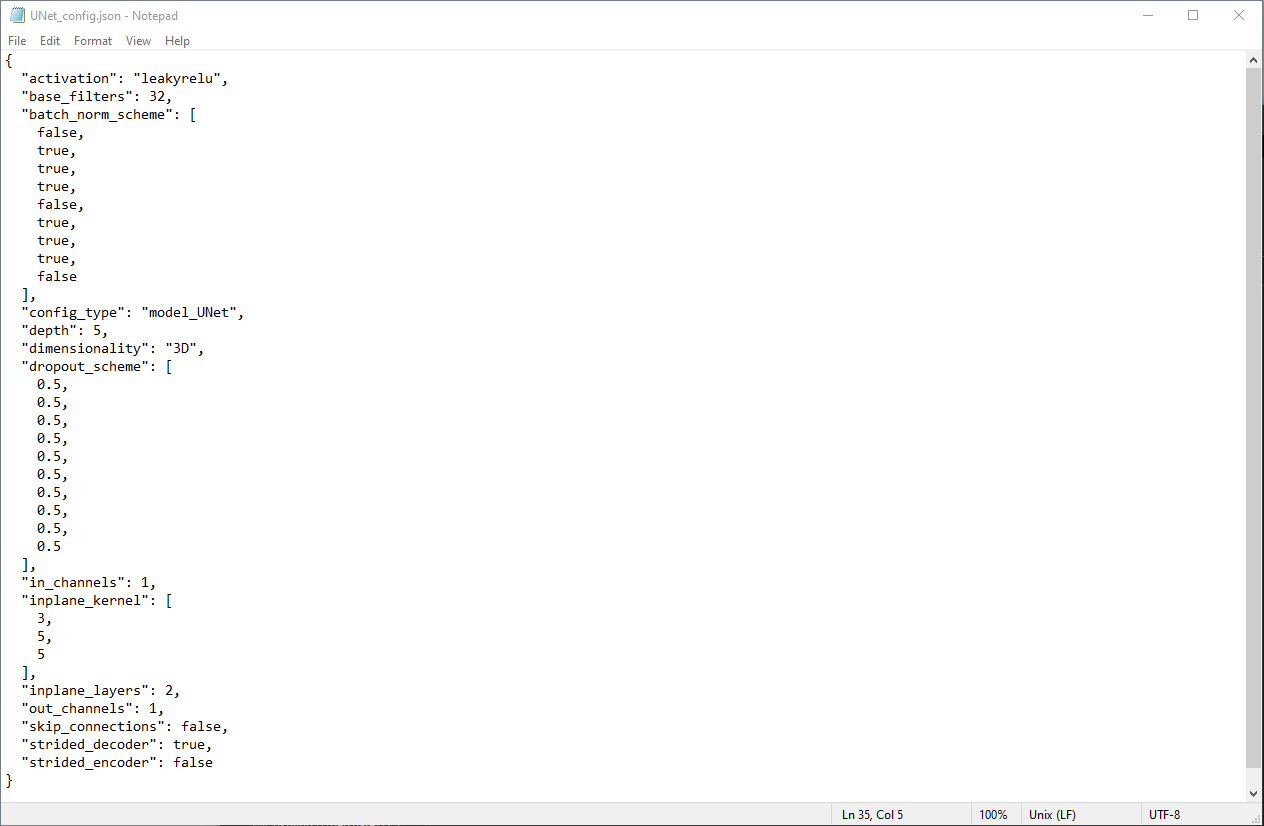 UNet_config.json - Notepad
File Edit Format View Help
{
  "activation": "leakyrelu",
  "base_filters": 32,
  "batch_norm_scheme": [
    false,
    true,
    true,
    true,
    false,
    true,
    true,
    true,
    false
  ],
  "config_type": "model_UNet",
  "depth": 5,
  "dimensionality": "3D",
  "dropout_scheme": [
    0.5,
    0.5,
    0.5,
    0.5,
    0.5,
    0.5,
    0.5,
    0.5,
    0.5,
    0.5
  ],
  "in_channels": 1,
  "inplane_kernel": [
    3,
    5,
    5
  ],
  "inplane_layers": 2,
  "out_channels": 1,
  "skip_connections": false,
  "strided_decoder": true,
  "strided_encoder": false
}
Ln 35, Col 5 100% Unix (LF) UTF-8